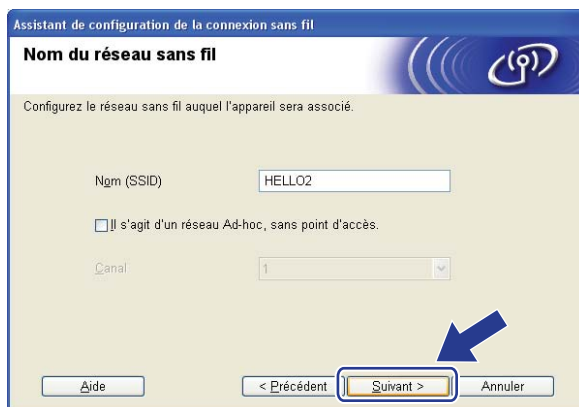 Assistant de configuration de la connexion sans fil
Nom du réseau sans fil
Configurez le réseau sans fil auquel l'appareil sera associé.
Nom (SSID) HELLO2
Il s'agit d'un réseau Ad-hoc, sans point d'accès.
Canal 1
Aide < Précédent Suivant > Annuler